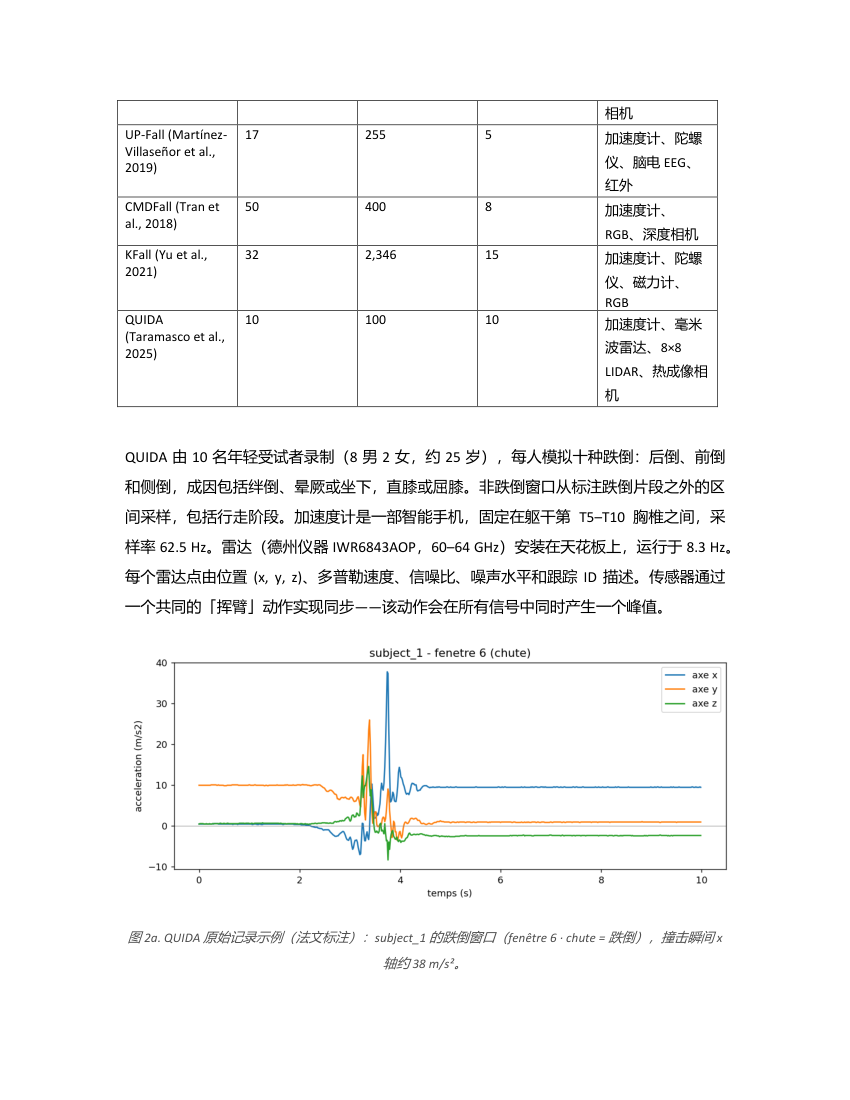 相机
UP-Fall (Martínez-
Villaseñor et al.,
2019)
17
255
5
加速度计、陀螺
仪、脑电 EEG、
红外
CMDFall (Tran et
al., 2018)
50
400
8
加速度计、
RGB、深度相机
KFall (Yu et al.,
2021)
32
2,346
15
加速度计、陀螺
仪、磁力计、
RGB
QUIDA
(Taramasco et al.,
2025)
10
100
10
加速度计、毫米
波雷达、8×8
LIDAR、热成像相
机
QUIDA 由 10 名年轻受试者录制（8 男 2 女，约 25 岁），每人模拟十种跌倒：后倒、前倒
和侧倒，成因包括绊倒、晕厥或坐下，直膝或屈膝。非跌倒窗口从标注跌倒片段之外的区
间采样，包括行走阶段。加速度计是一部智能手机，固定在躯干第 T5–T10 胸椎之间，采
样率 62.5 Hz。雷达（德州仪器 IWR6843AOP，60–64 GHz）安装在天花板上，运行于 8.3 Hz。
每个雷达点由位置 (x, y, z)、多普勒速度、信噪比、噪声水平和跟踪 ID 描述。传感器通过
一个共同的「挥臂」动作实现同步——该动作会在所有信号中同时产生一个峰值。
subject_1 - fenetre 6 (chute)
axe x
axe y
axe z
acceleration (m/s2)
40
30
20
10
0
−10
0 2 4 6 8 10
temps (s)
图 2a. QUIDA 原始记录示例（法文标注）：subject_1 的跌倒窗口（fenêtre 6 · chute = 跌倒），撞击瞬间 x
轴约 38 m/s²。